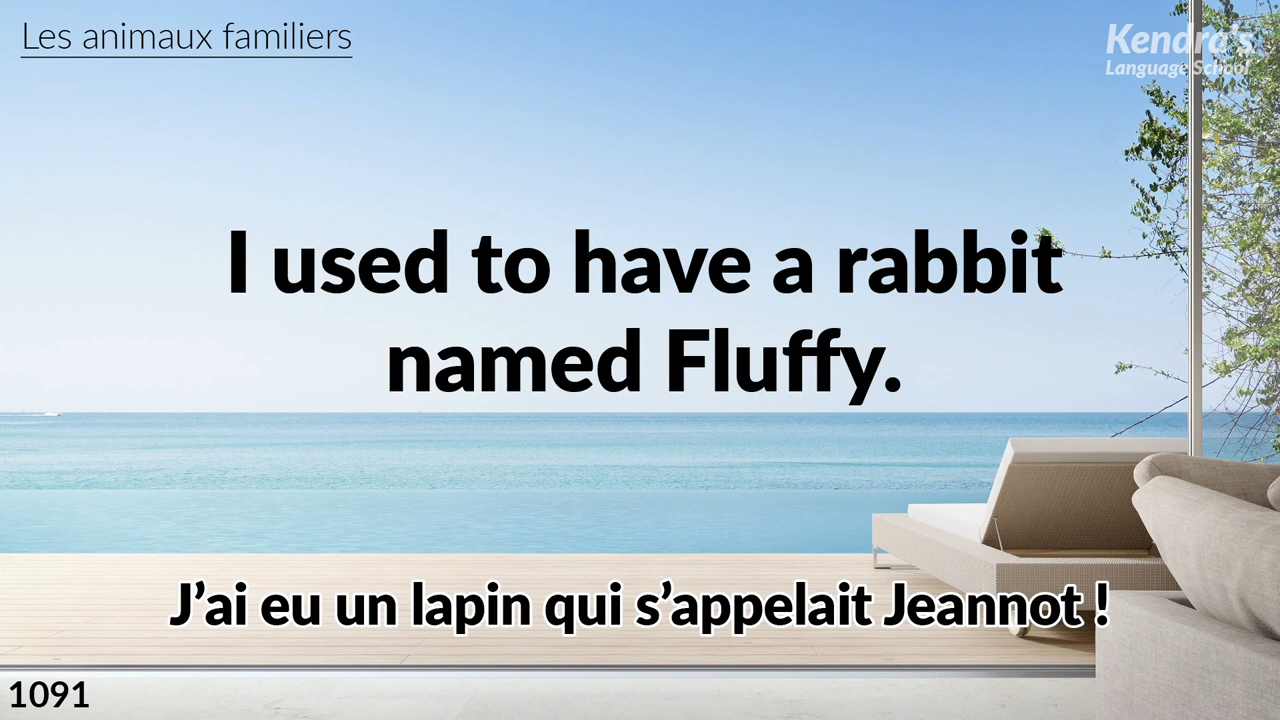 Les animaux familiers
Kendra's
Language School
I used to have a rabbit
named Fluffy.
J’ai eu un lapin qui s’appelait Jeannot !
1091